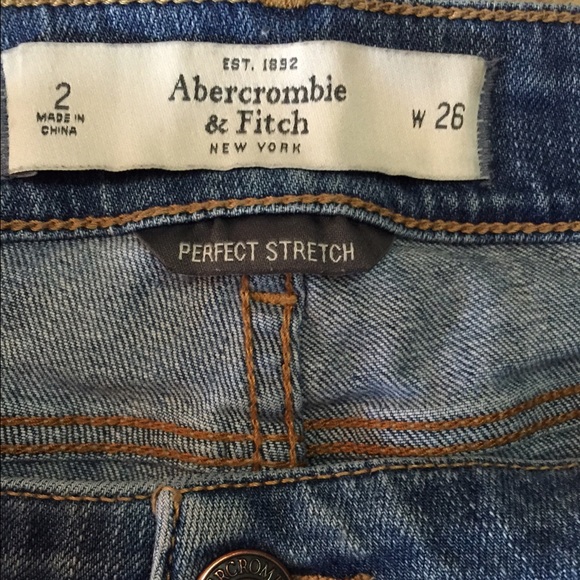 EST. 1892
2
MADE IN
CHINA
Abercrombie
& Fitch
NEW YORK
W 26
PERFECT STRETCH